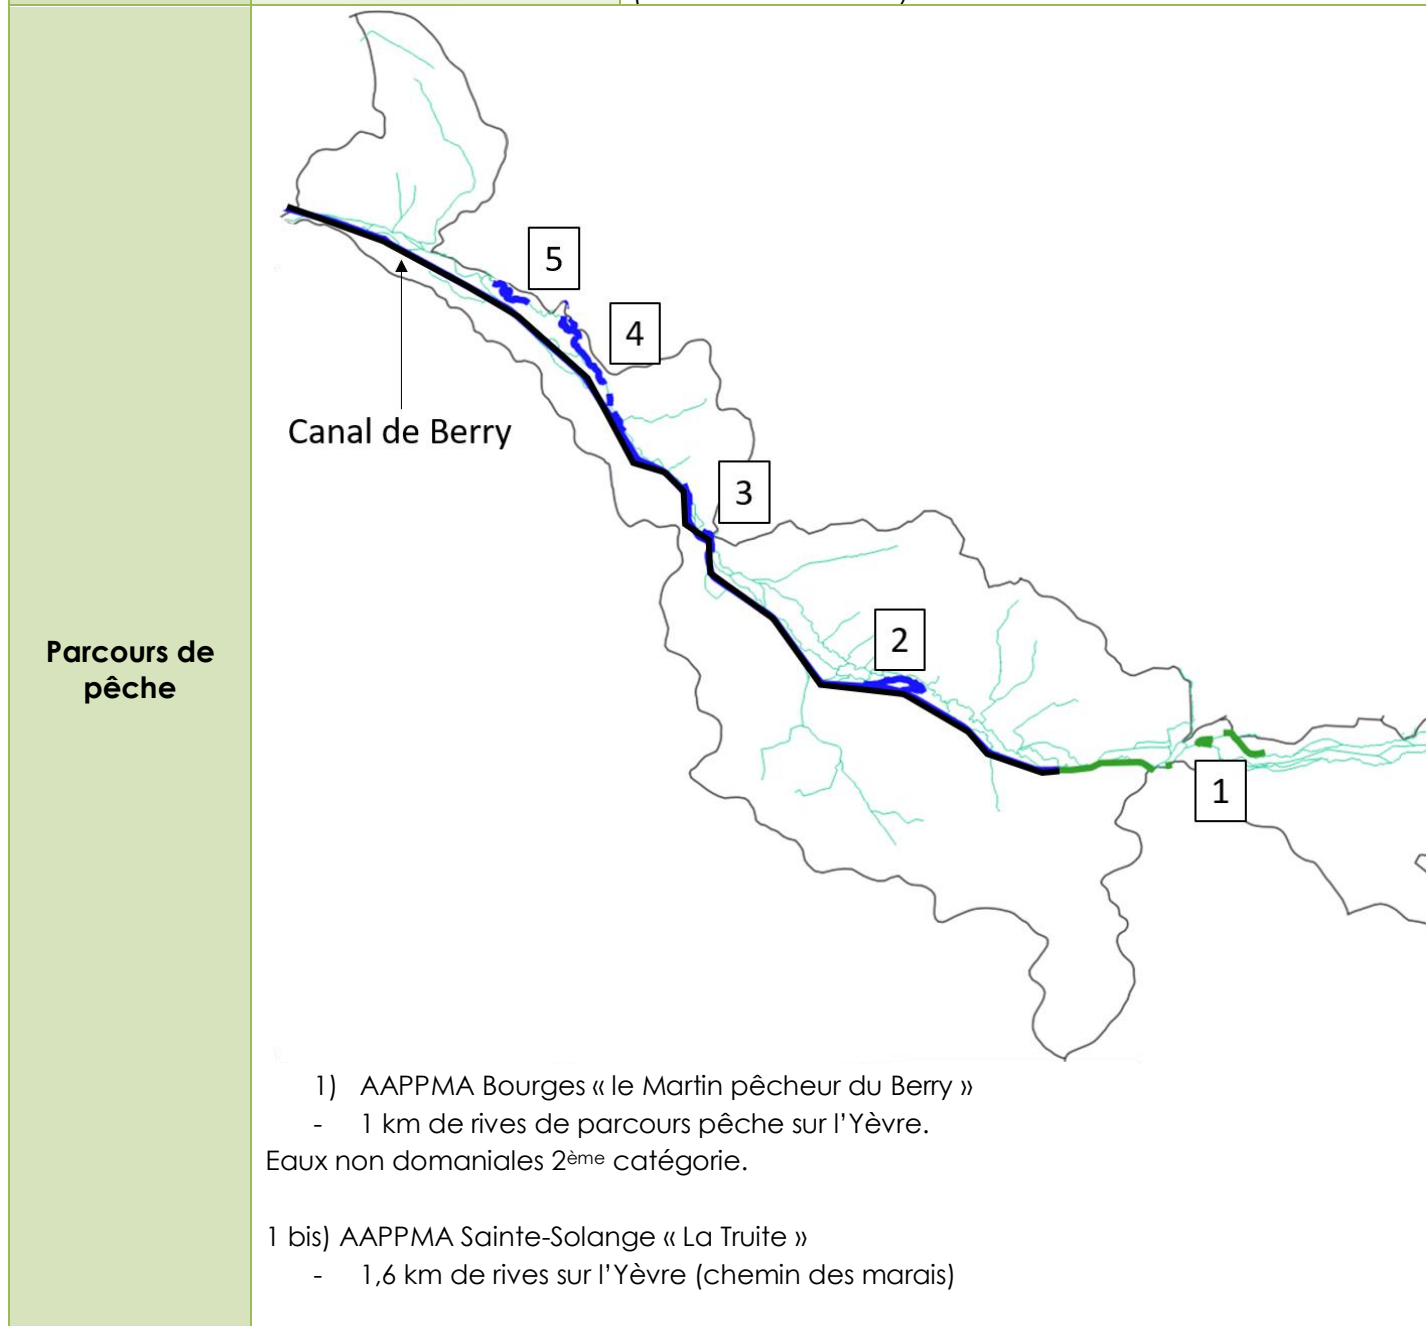 5
4
Canal de Berry
3
2
Parcours de
pêche
1
1) AAPPMA Bourges « le Martin pêcheur du Berry »
- 1 km de rives de parcours pêche sur l’Yèvre.
Eaux non domaniales 2ème catégorie.
1 bis) AAPPMA Sainte-Solange « La Truite »
- 1,6 km de rives sur l’Yèvre (chemin des marais)